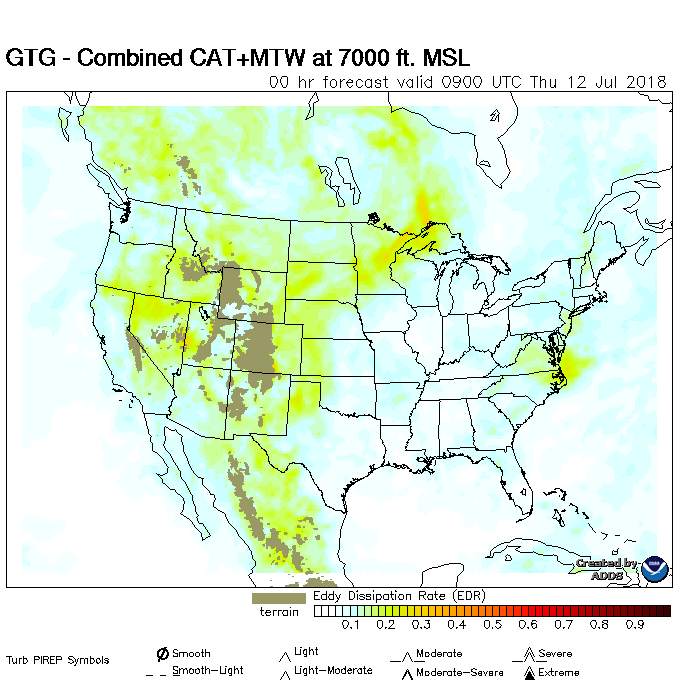 GTG - Combined CAT+MTW at 7000 ft. MSL
00 hr forecast valid 0900 UTC Thu 12 Jul 2018
Created by
ADDS
Eddy Dissipation Rate (EDR)
terrain
0.1 0.2 0.3 0.4 0.5 0.6 0.7 0.8 0.9
Turb PIREP Symbols
Smooth
Light
Moderate
Severe
Smooth-Light
Light-Moderate
Moderate-Severe
Extreme